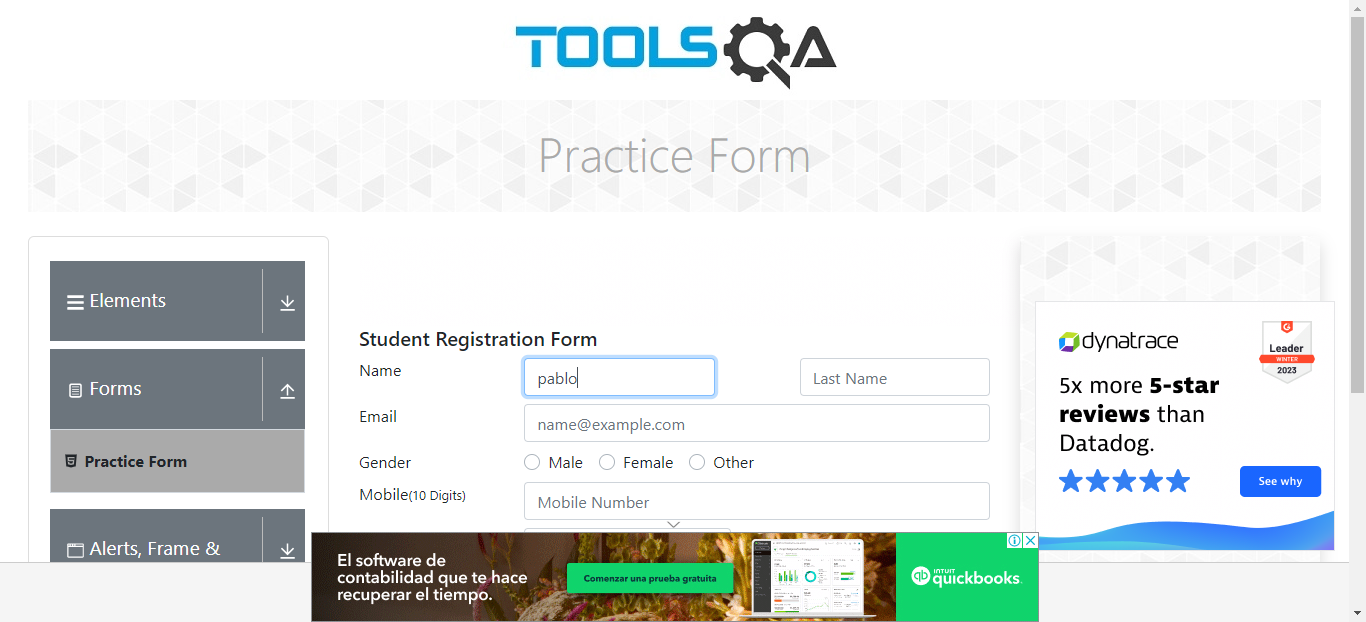 TOOLSQA
Practice Form
Elements
Forms
Practice Form
Alerts, Frame &
Student Registration Form
Name
pablo
Last Name
Email
name@example.com
Gender
Male
Female
Other
Mobile(10 Digits)
Mobile Number
dynatrace
Leader
WINTER
2023
5x more 5-star
reviews than
Datadog.
See why
El software de
contabilidad que te hace
recuperar el tiempo.
Comenzar una prueba gratuita
INTUIT
quickbooks.